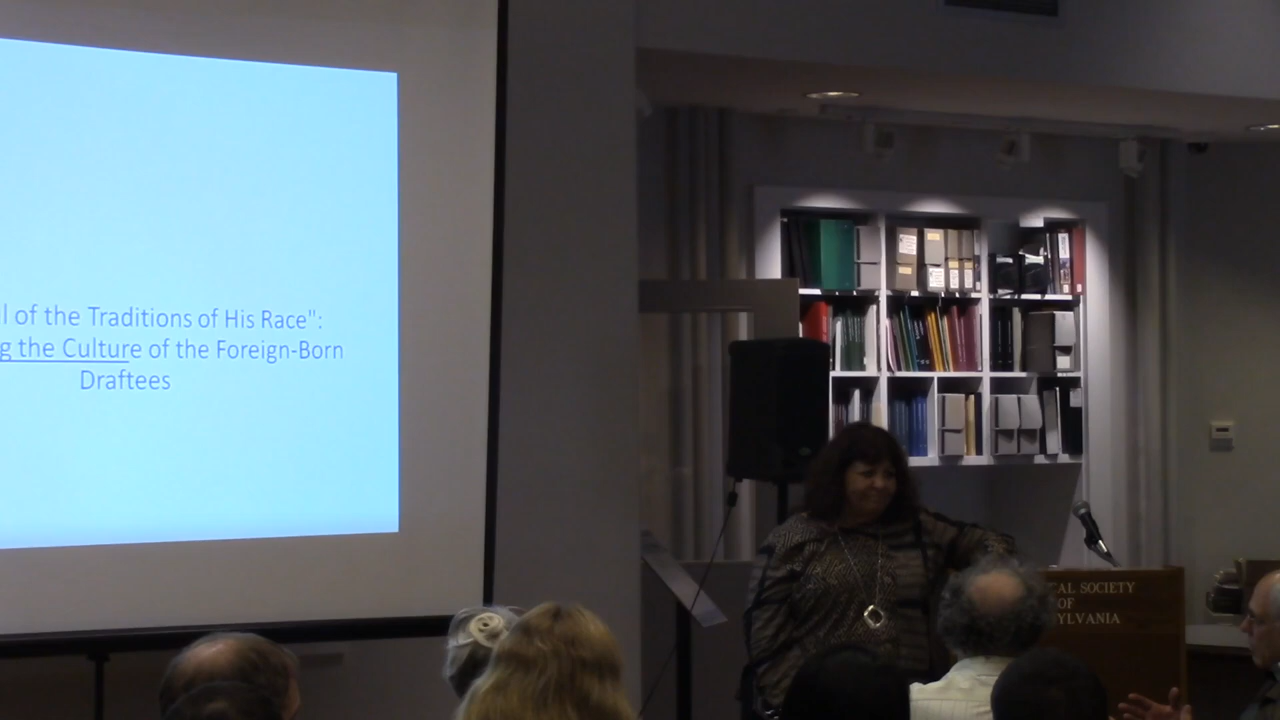 l of the Traditions of His Race":
g the Culture of the Foreign-Born
Draftees
CAL SOCIETY
OF
YLVANIA